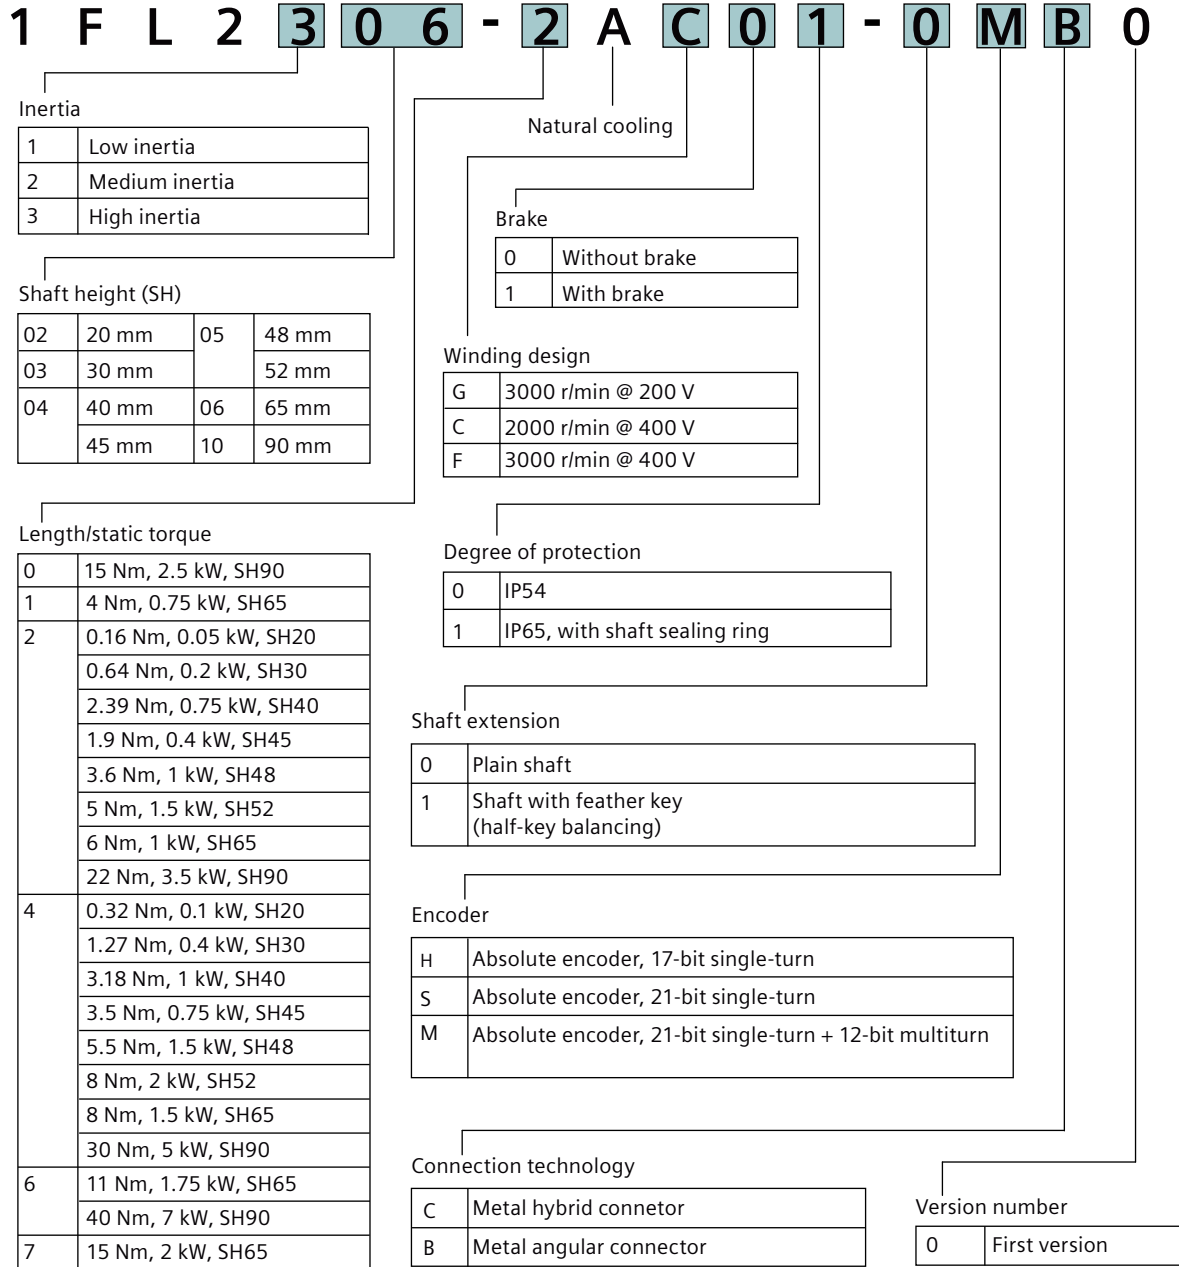 1 F L 2 3 0 6 - 2 A C 0 1 - 0 M B 0
Inertia
1 Low inertia
2 Medium inertia
3 High inertia
Shaft height (SH)
02 20 mm 05 48 mm
03 30 mm 52 mm
04 40 mm 06 65 mm
45 mm 10 90 mm
Length/static torque
0 15 Nm, 2.5 kW, SH90
1 4 Nm, 0.75 kW, SH65
2 0.16 Nm, 0.05 kW, SH20
0.64 Nm, 0.2 kW, SH30
2.39 Nm, 0.75 kW, SH40
1.9 Nm, 0.4 kW, SH45
3.6 Nm, 1 kW, SH48
5 Nm, 1.5 kW, SH52
6 Nm, 1 kW, SH65
22 Nm, 3.5 kW, SH90
4 0.32 Nm, 0.1 kW, SH20
1.27 Nm, 0.4 kW, SH30
3.18 Nm, 1 kW, SH40
3.5 Nm, 0.75 kW, SH45
5.5 Nm, 1.5 kW, SH48
8 Nm, 2 kW, SH52
8 Nm, 1.5 kW, SH65
30 Nm, 5 kW, SH90
6 11 Nm, 1.75 kW, SH65
40 Nm, 7 kW, SH90
7 15 Nm, 2 kW, SH65
Natural cooling
Brake
0 Without brake
1 With brake
Winding design
G 3000 r/min @ 200 V
C 2000 r/min @ 400 V
F 3000 r/min @ 400 V
Degree of protection
0 IP54
1 IP65, with shaft sealing ring
Shaft extension
0 Plain shaft
1 Shaft with feather key
(half-key balancing)
Encoder
H Absolute encoder, 17-bit single-turn
S Absolute encoder, 21-bit single-turn
M Absolute encoder, 21-bit single-turn + 12-bit multiturn
Connection technology
C Metal hybrid connetor
B Metal angular connector
Version number
0 First version